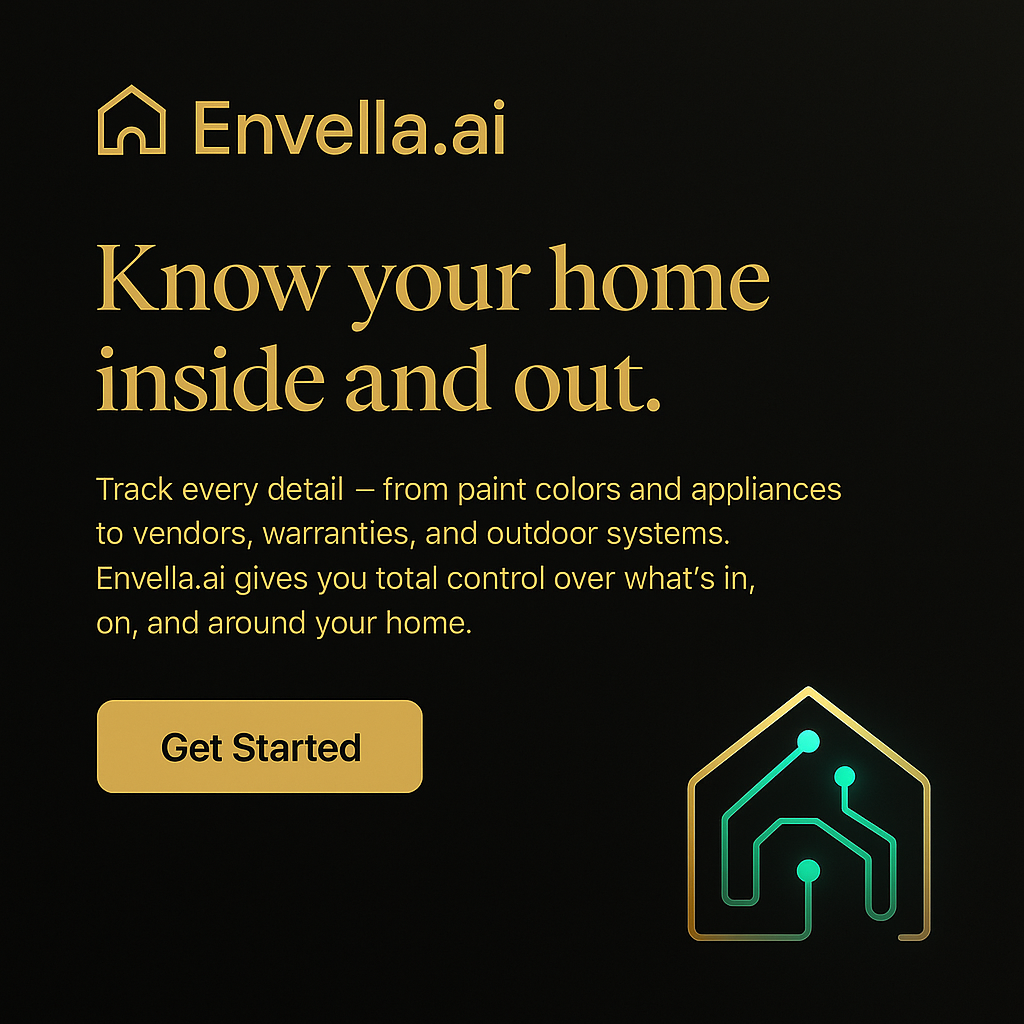 Envella.ai
Know your home
inside and out.
Track every detail – from paint colors and appliances
to vendors, warranties, and outdoor systems.
Envella.ai gives you total control over what’s in,
on, and around your home.
Get Started